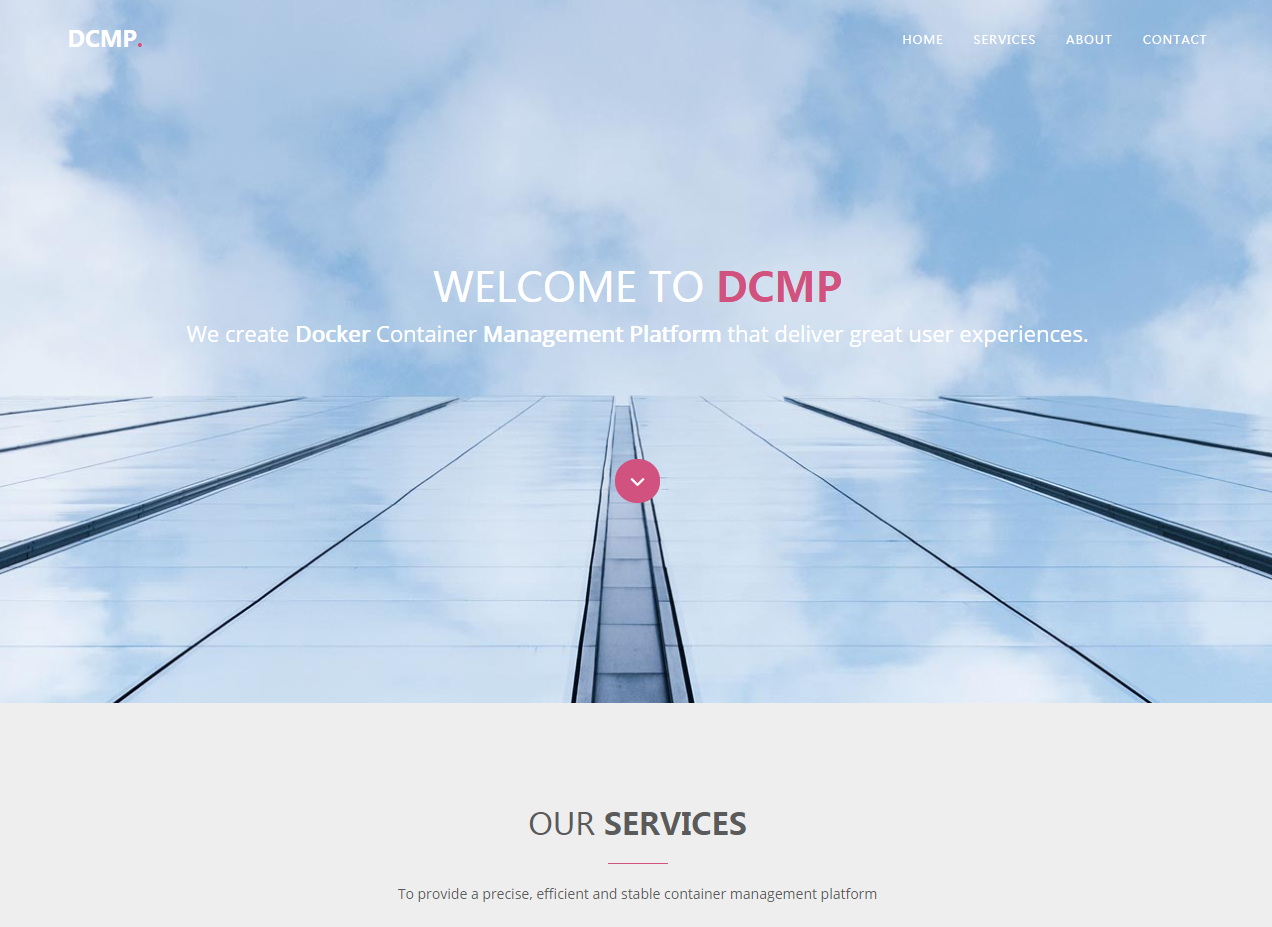 DCMP.
HOME SERVICES ABOUT CONTACT
WELCOME TO DCMP
We create Docker Container Management Platform that deliver great user experiences.
OUR SERVICES
To provide a precise, efficient and stable container management platform